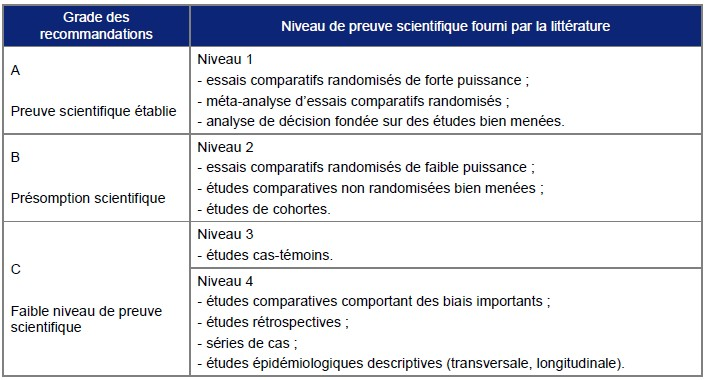 Grade des
recommandations
Niveau de preuve scientifique fourni par la littérature
A
Preuve scientifique établie
Niveau 1
- essais comparatifs randomisés de forte puissance ;
- méta-analyse d'essais comparatifs randomisés ;
- analyse de décision fondée sur des études bien menées.
B
Présomption scientifique
Niveau 2
- essais comparatifs randomisés de faible puissance ;
- études comparatives non randomisées bien menées ;
- études de cohortes.
C
Faible niveau de preuve
scientifique
Niveau 3
- études cas-témoins.
Niveau 4
- études comparatives comportant des biais importants ;
- études rétrospectives ;
- séries de cas ;
- études épidémiologiques descriptives (transversale, longitudinale).